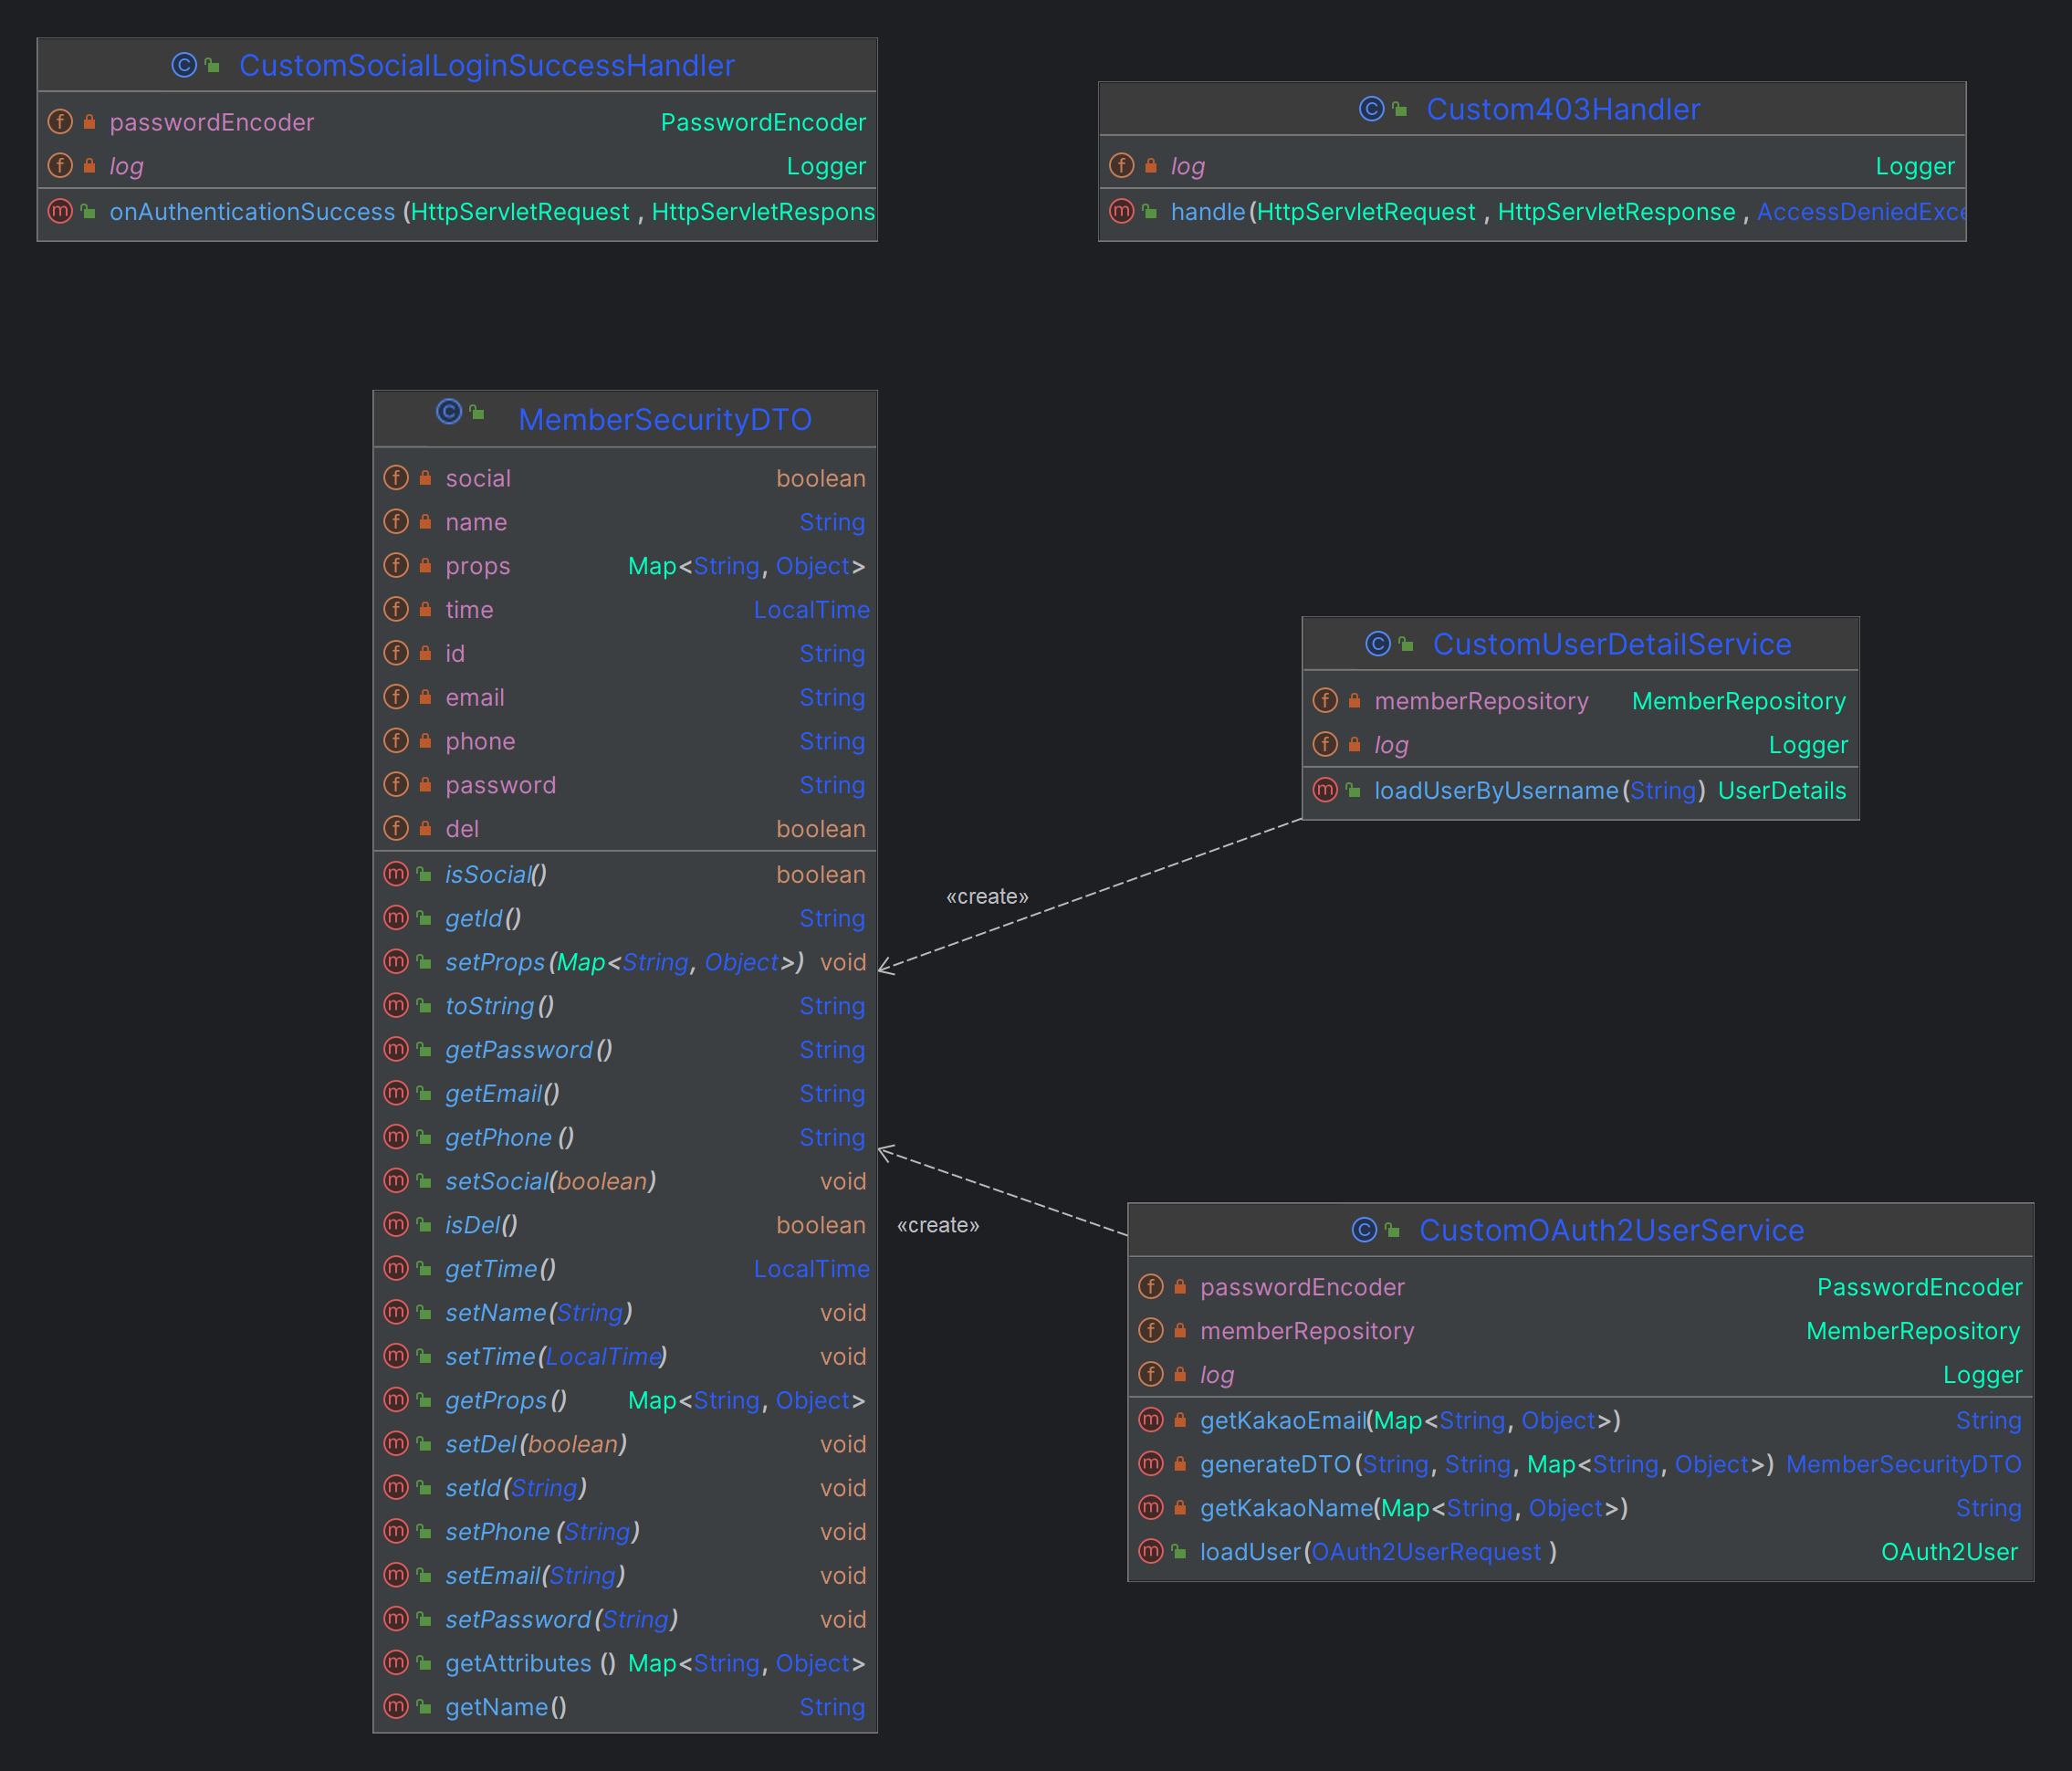 CustomSocialLoginSuccessHandler
passwordEncoder PasswordEncoder
log Logger
onAuthenticationSuccess (HttpServletRequest , HttpServletRespons
Custom403Handler
log Logger
handle(HttpServletRequest , HttpServletResponse , AccessDeniedExce
MemberSecurityDTO
social boolean
name String
props Map<String, Object>
time LocalTime
id String
email String
phone String
password String
del boolean
isSocial() boolean
getId() String
setProps(Map<String, Object>) void
toString() String
getPassword() String
getEmail() String
getPhone () String
setSocial(boolean) void
isDel() boolean
getTime() LocalTime
setName(String) void
setTime(LocalTime) void
getProps() Map<String, Object>
setDel(boolean) void
setId(String) void
setPhone (String) void
setEmail(String) void
setPassword(String) void
getAttributes () Map<String, Object>
getName() String
CustomUserDetailService
memberRepository MemberRepository
log Logger
loadUserByUsername(String) UserDetails
«create»
«create»
CustomOAuth2UserService
passwordEncoder PasswordEncoder
memberRepository MemberRepository
log Logger
getKakaoEmail(Map<String, Object>) String
generateDTO(String, String, Map<String, Object>) MemberSecurityDTO
getKakaoName(Map<String, Object>) String
loadUser(OAuth2UserRequest ) OAuth2User